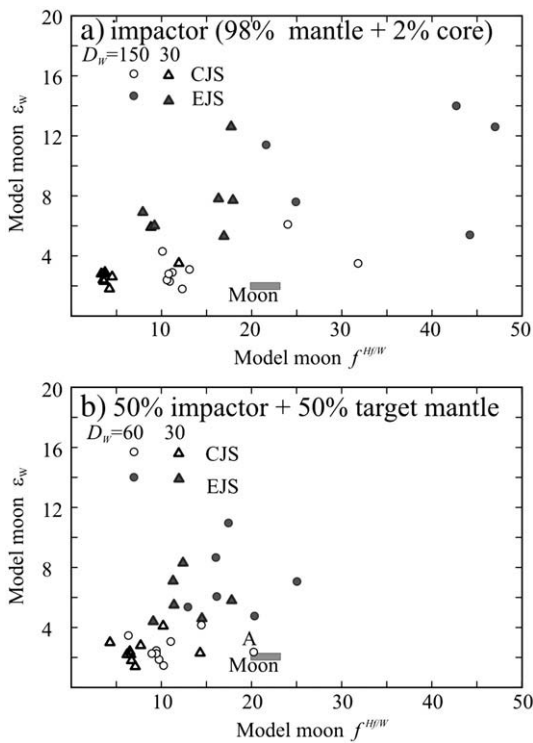 a) impactor (98% mantle + 2% core)
D_W=150 30
CJS
EJS
20
16
12
8
4
Model moon ε_w
Moon
10 20 30 40 50
Model moon f^{Hf/W}
b) 50% impactor + 50% target mantle
D_W=60 30
CJS
EJS
20
16
12
8
4
Model moon ε_w
A
Moon
10 20 30 40 50
Model moon f^{Hf/W}